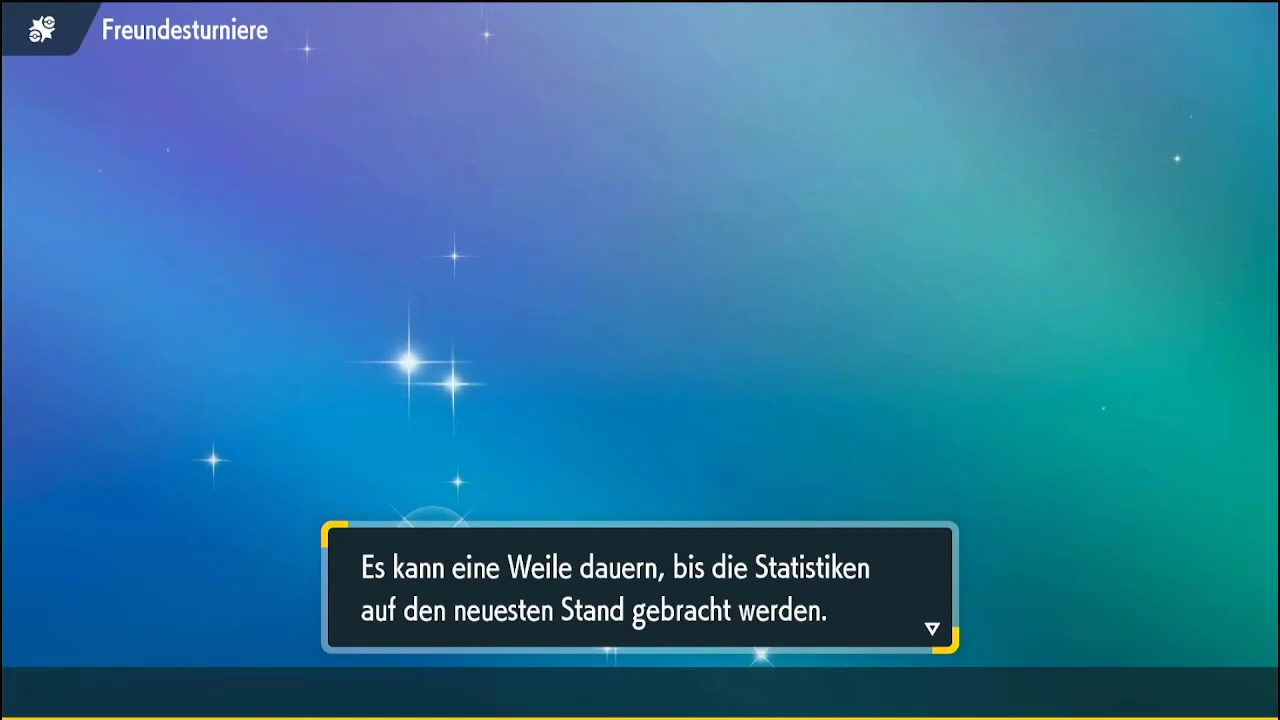 Freundesturniere
Es kann eine Weile dauern, bis die Statistiken
auf den neuesten Stand gebracht werden.